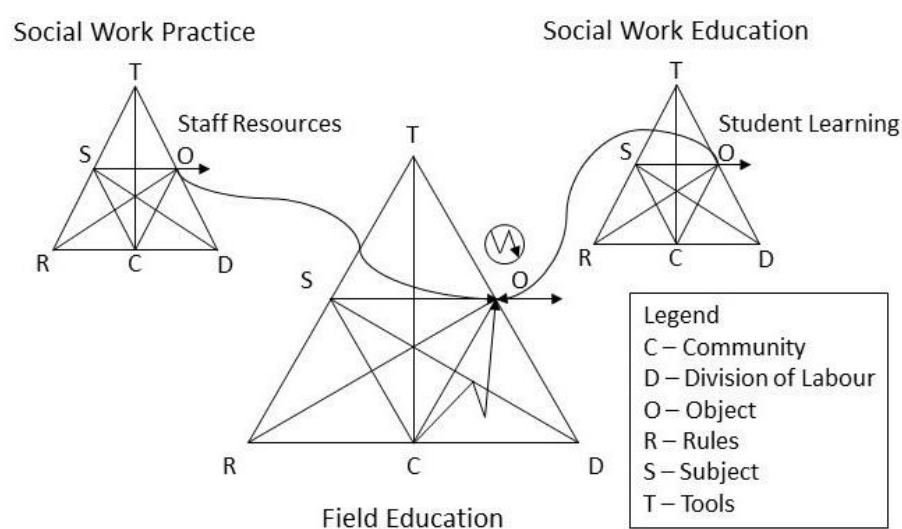 Social Work Practice
T
Staff Resources
S
O
R
C
D
Social Work Education
T
Student Learning
S
O
R
C
D
T
S
O
R
C
D
Field Education
Legend
C – Community
D – Division of Labour
O – Object
R – Rules
S – Subject
T – Tools